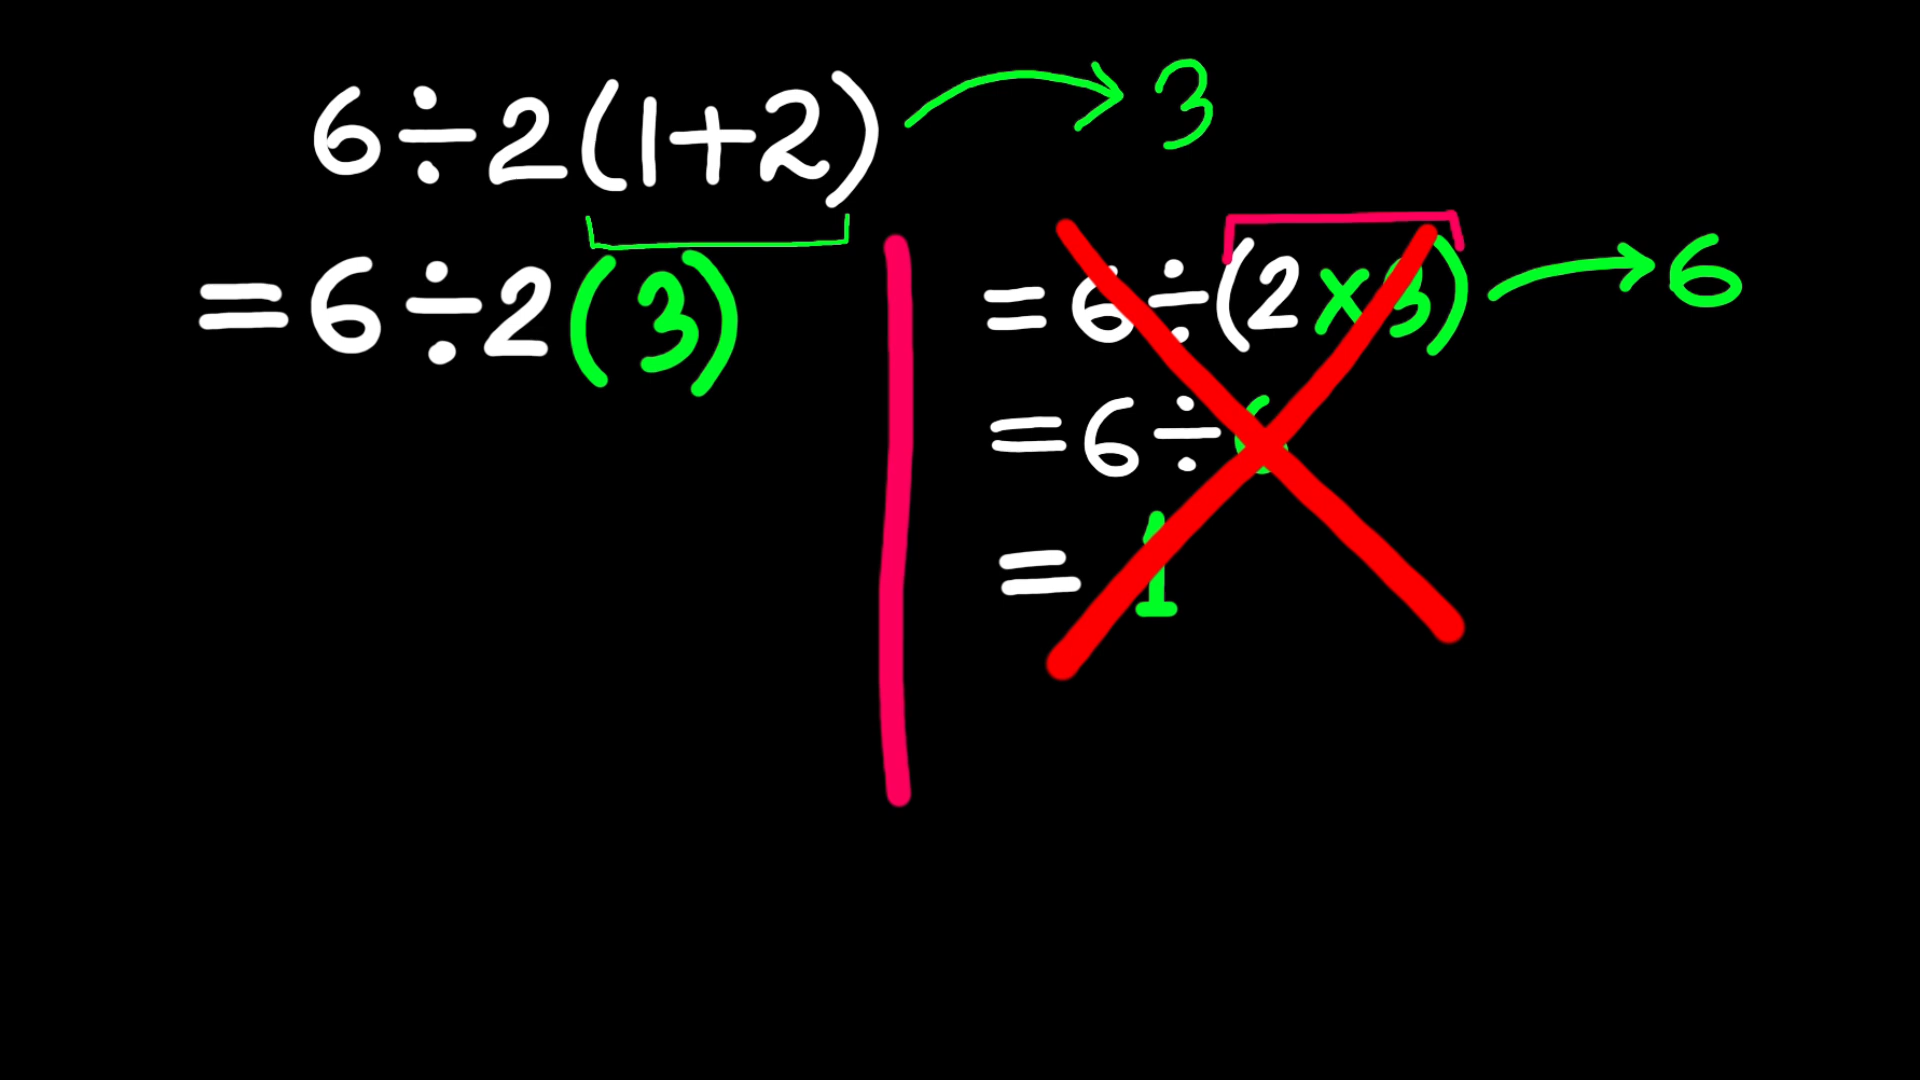 6÷2(1+2) → 3
=6÷2(3)
=6÷(2×3) → 6
=6÷6
= 1